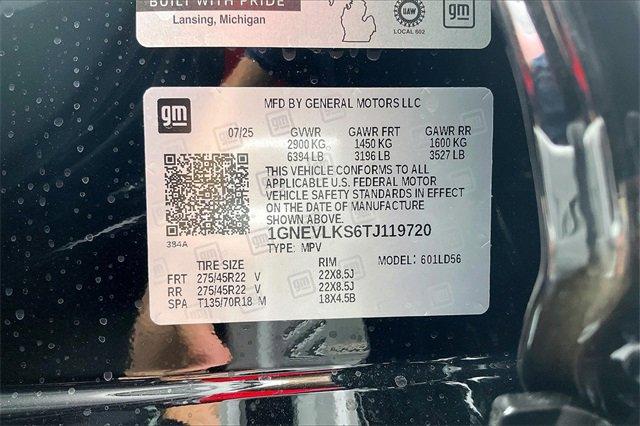 BUILT WITH PRIDE
Lansing, Michigan
UAW
LOCAL 602
gm
gm
MFD BY GENERAL MOTORS LLC
07/25 GVWR GAWR FRT GAWR RR
2900 KG 1450 KG 1600 KG
6394 LB 3196 LB 3527 LB
THIS VEHICLE CONFORMS TO ALL
APPLICABLE U.S. FEDERAL MOTOR
VEHICLE SAFETY STANDARDS IN EFFECT
ON THE DATE OF MANUFACTURE
SHOWN ABOVE.
384A
1GNEVLKS6TJ119720
TYPE: MPV
MODEL: 601LD56
TIRE SIZE RIM
FRT 275/45R22 V 22X8.5J
RR 275/45R22 V 22X8.5J
SPA T135/70R18 M 18X4.5B